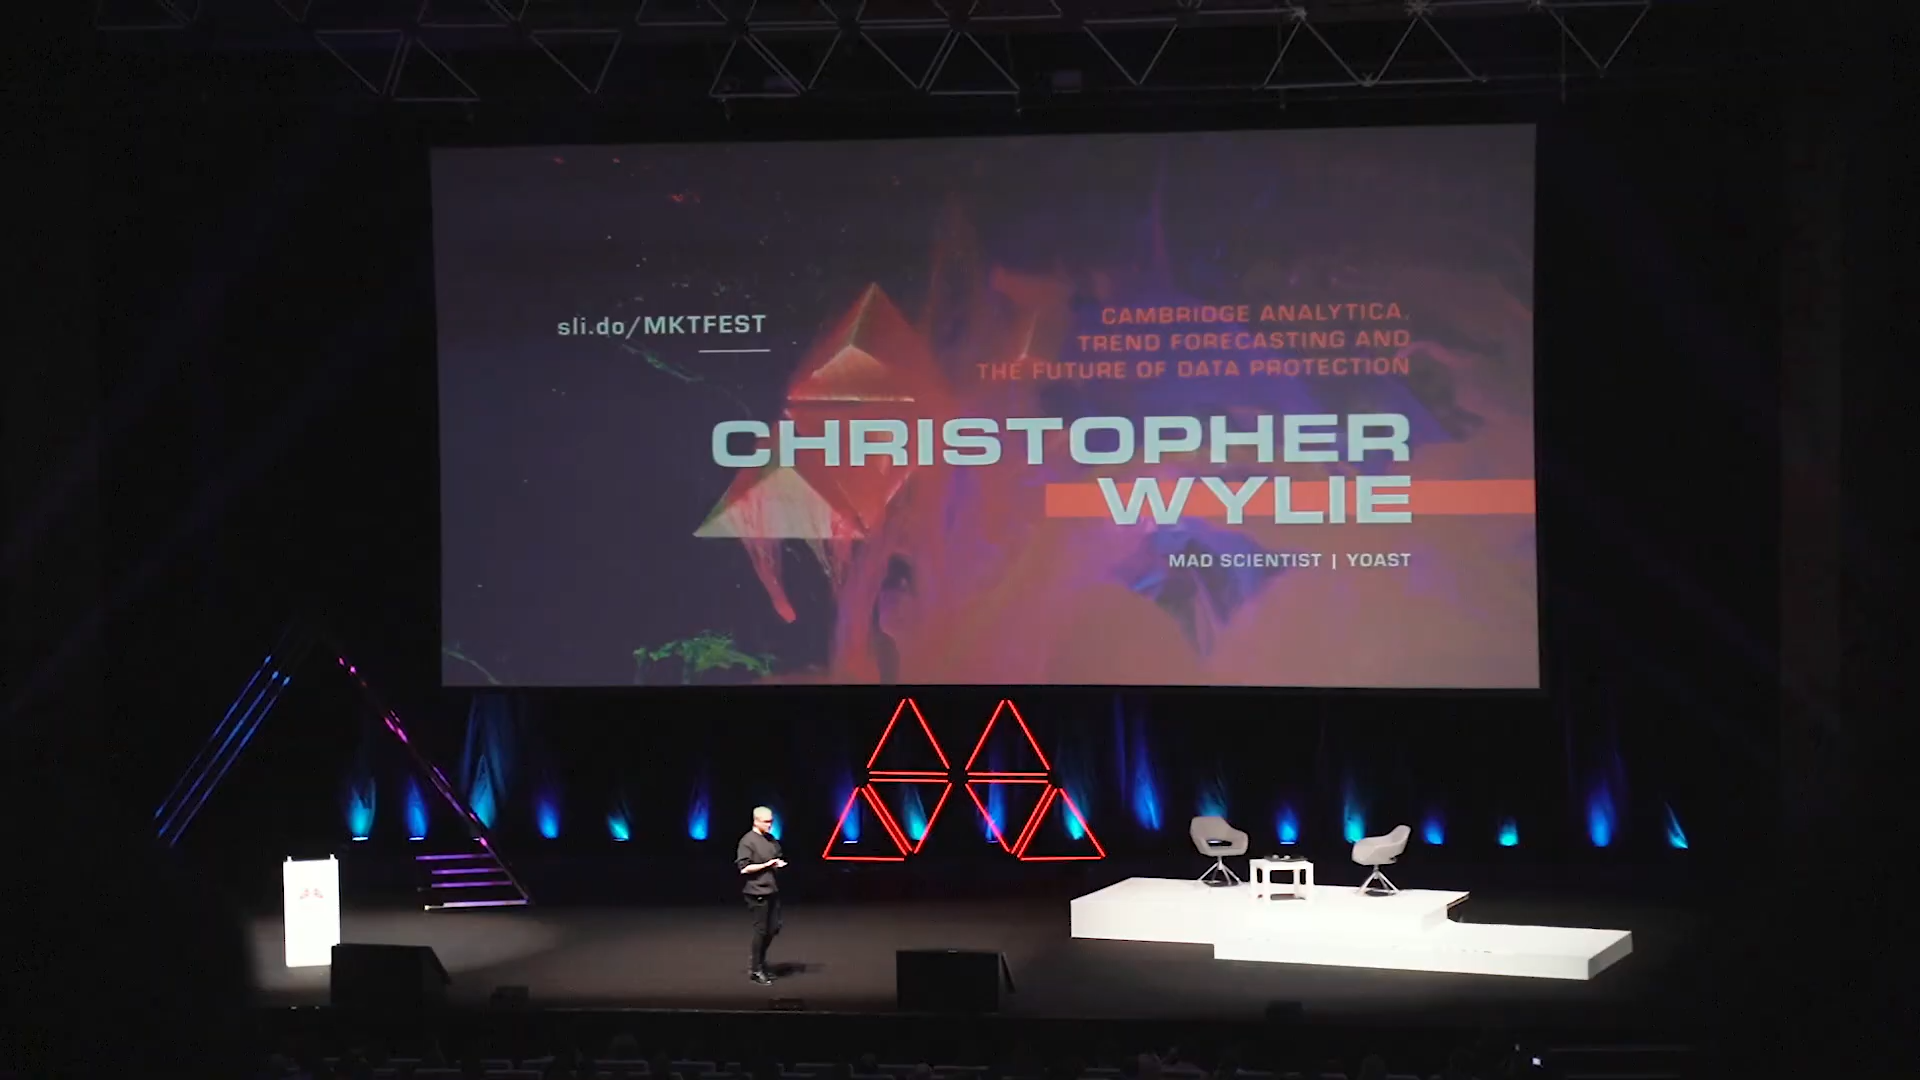 sli.do/MKTFEST
CAMBRIDGE ANALYTICA,
TREND FORECASTING AND
THE FUTURE OF DATA PROTECTION
CHRISTOPHER
WYLIE
MAD SCIENTIST | YOAST